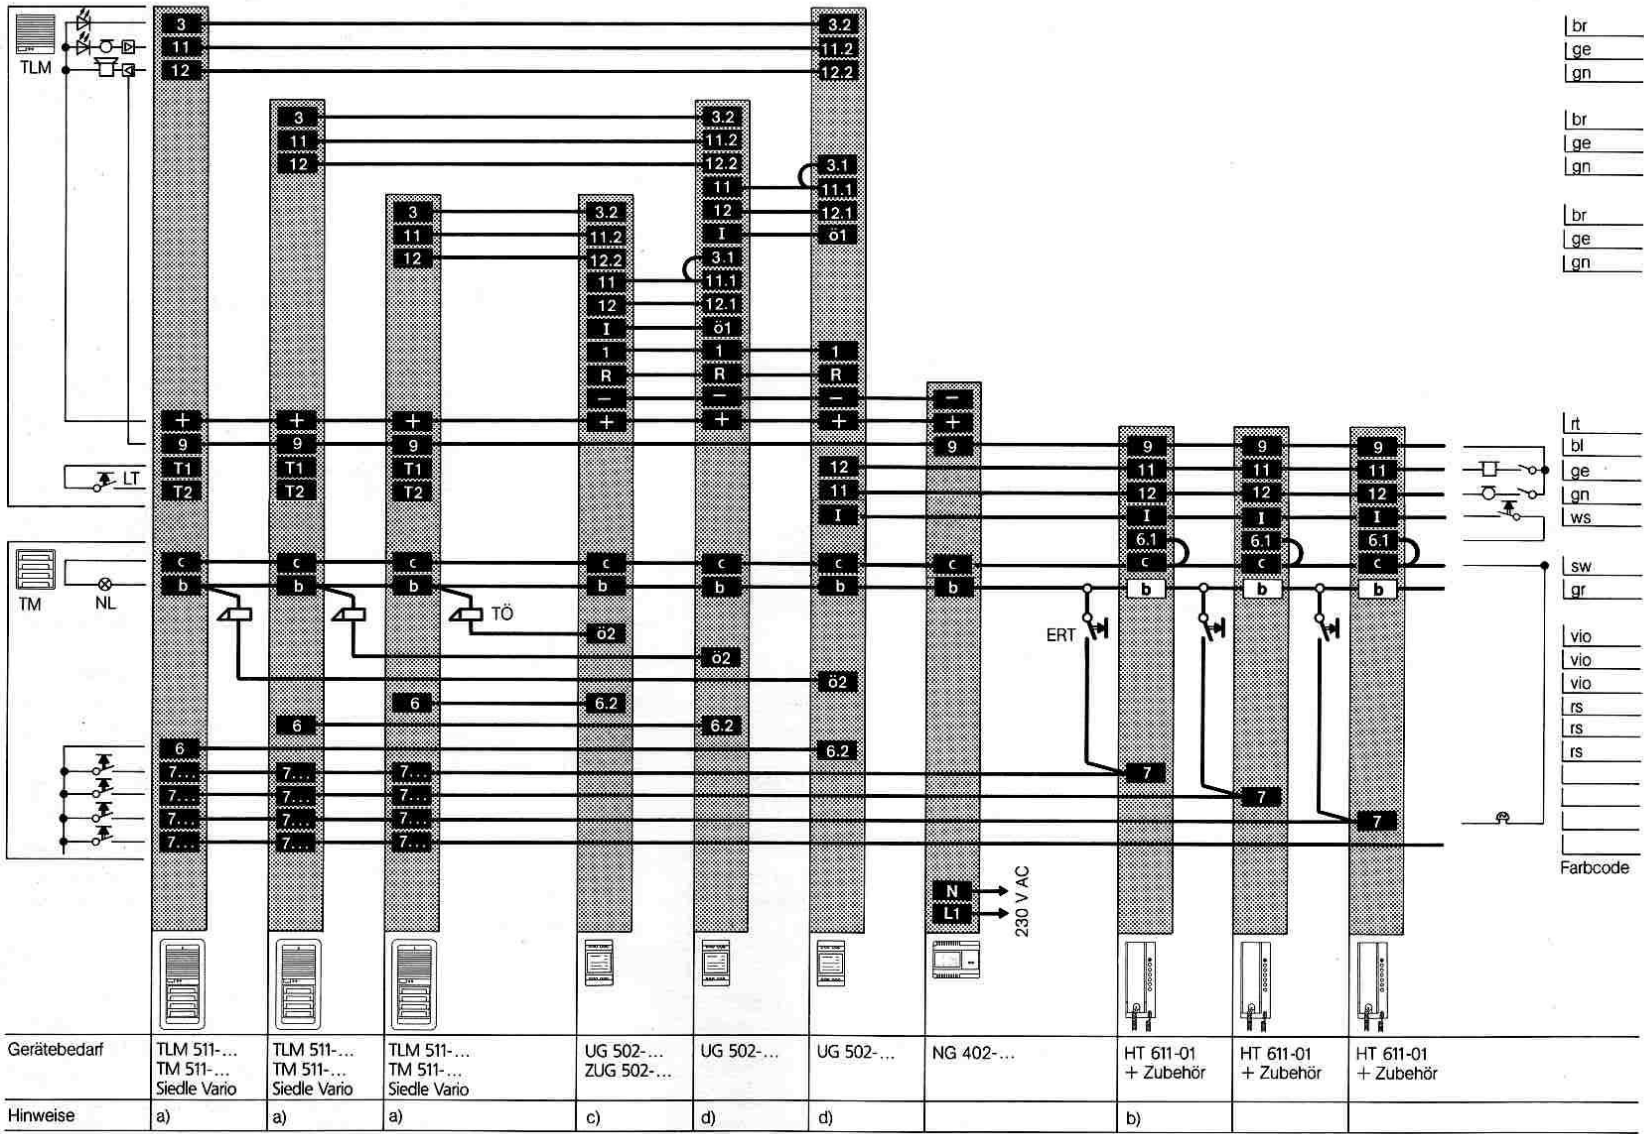 3 3.2 br
11 11.2 ge
TLM 12 12.2 gn
3 3.2 br
11 11.2 ge
12 12.2 3.1 gn
11 11.1
3 3.2 12 12.1 br
11 11.2 I ö1 ge
12 12.2 3.1 gn
11 11.1
12 12.1
I ö1
1 1 1
R R R
− − − −
+ + + + + + + rt
9 9 9 9 9 9 9 bl
T1 T1 T1 12 11 11 11 ge
LT T2 T2 T2 11 12 12 12 gn
I I I I ws
6.1 6.1 6.1
c c c c c c c c c c sw
TM NL b b b b b b b b b b gr
TÖ
ö2 ERT vio
ö2 vio
ö2 vio
6 6.2 rs
6 6.2 rs
6 6.2 rs
7... 7... 7... 7
7... 7... 7... 7
7... 7... 7... 7
7... 7... 7...
Farbcode
N
L1
230 V AC
Gerätebedarf TLM 511-... TLM 511-... TLM 511-... UG 502-... UG 502-... UG 502-... NG 402-... HT 611-01 HT 611-01 HT 611-01
TM 511-... TM 511-... TM 511-... ZUG 502-... + Zubehör + Zubehör + Zubehör
Siedle Vario Siedle Vario Siedle Vario
Hinweise a) a) a) c) d) d) b)